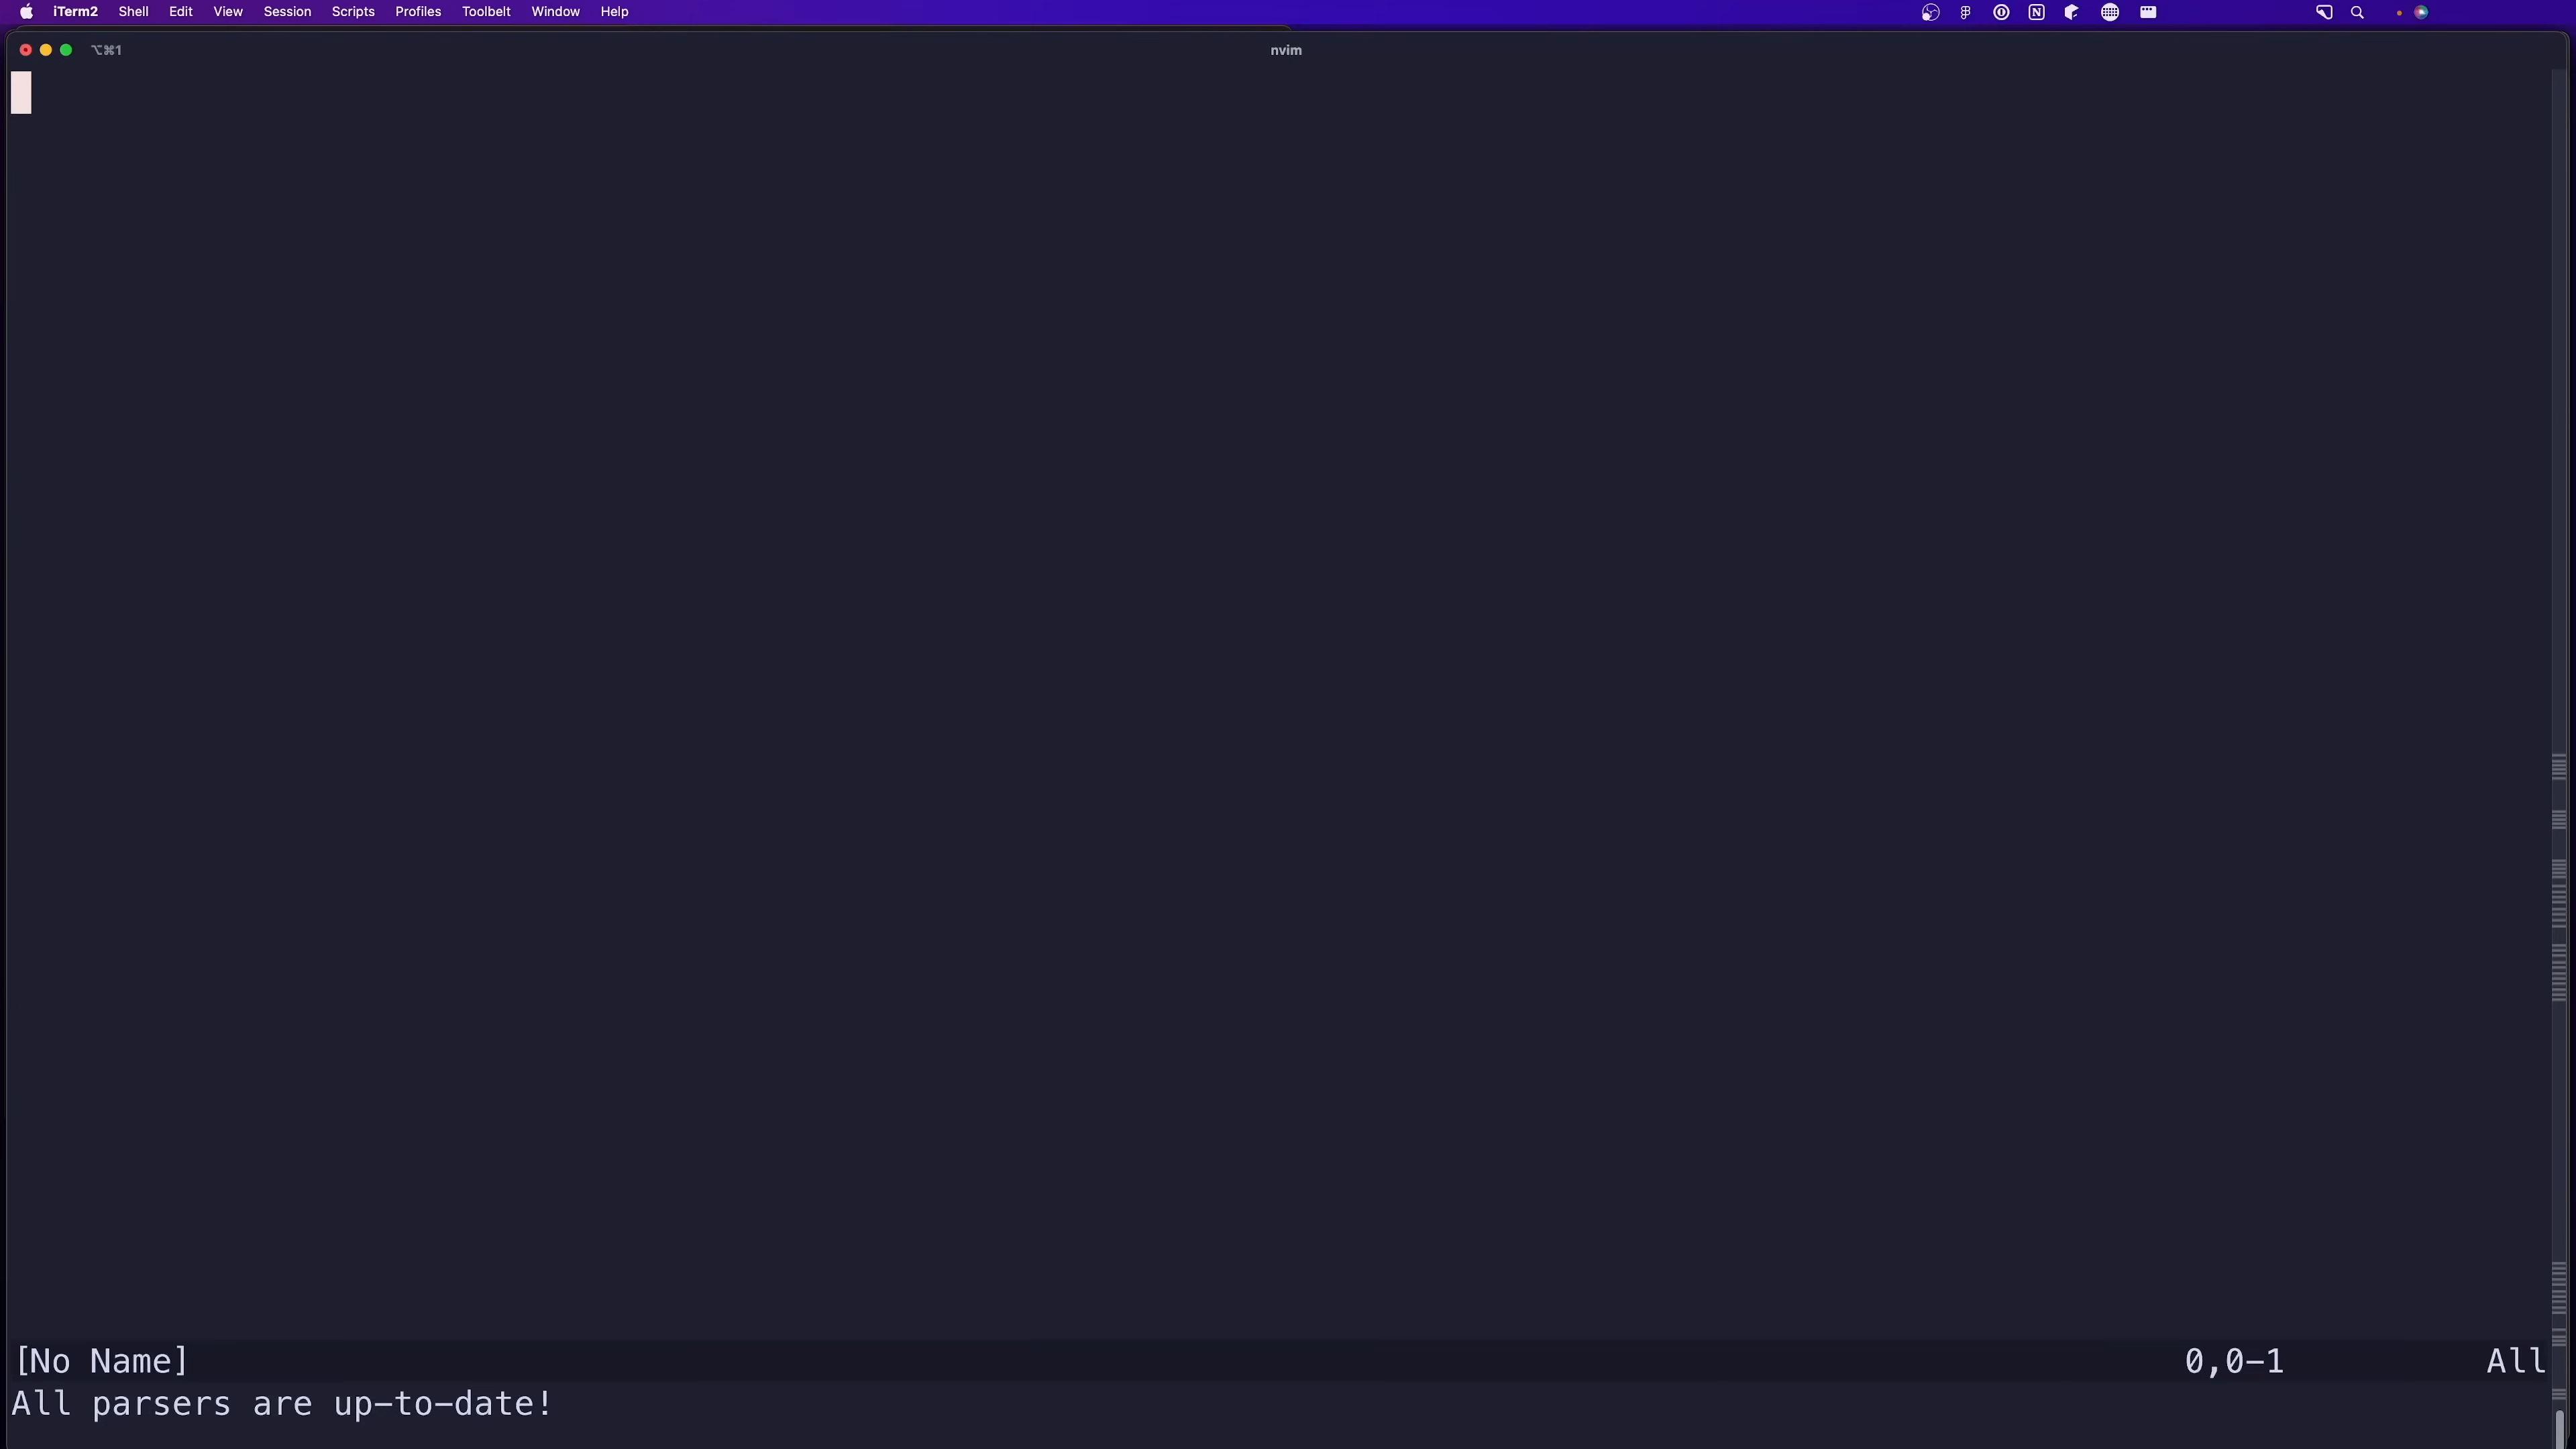 iTerm2 Shell Edit View Session Scripts Profiles Toolbelt Window Help
⌥⌘1 nvim
[No Name] 0,0-1 All
All parsers are up-to-date!